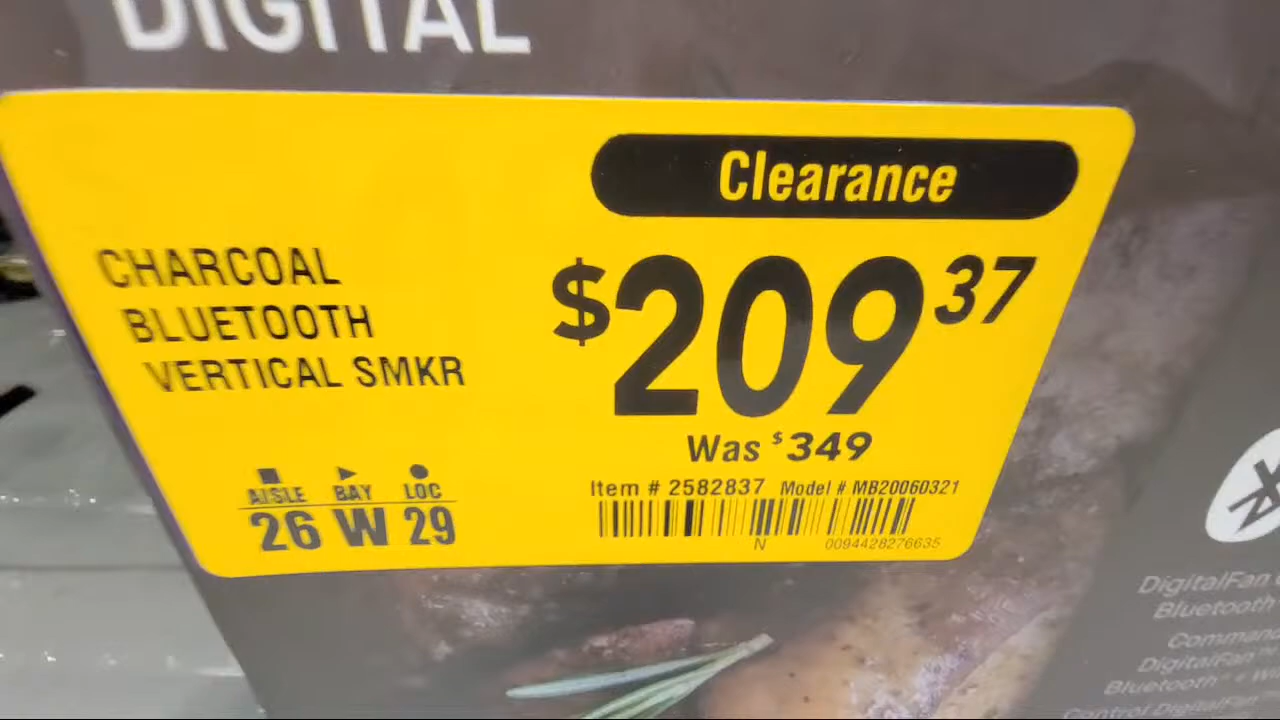 DIGITAL
Clearance
CHARCOAL
BLUETOOTH
VERTICAL SMKR
$209 37
Was $349
Item # 2582837 Model # MB20060321
AISLE BAY LOC
26 W 29
N 0094428276635
DigitalFan
Bluetooth
Command
DigitalFan™
Bluetooth
Control DigitalFan